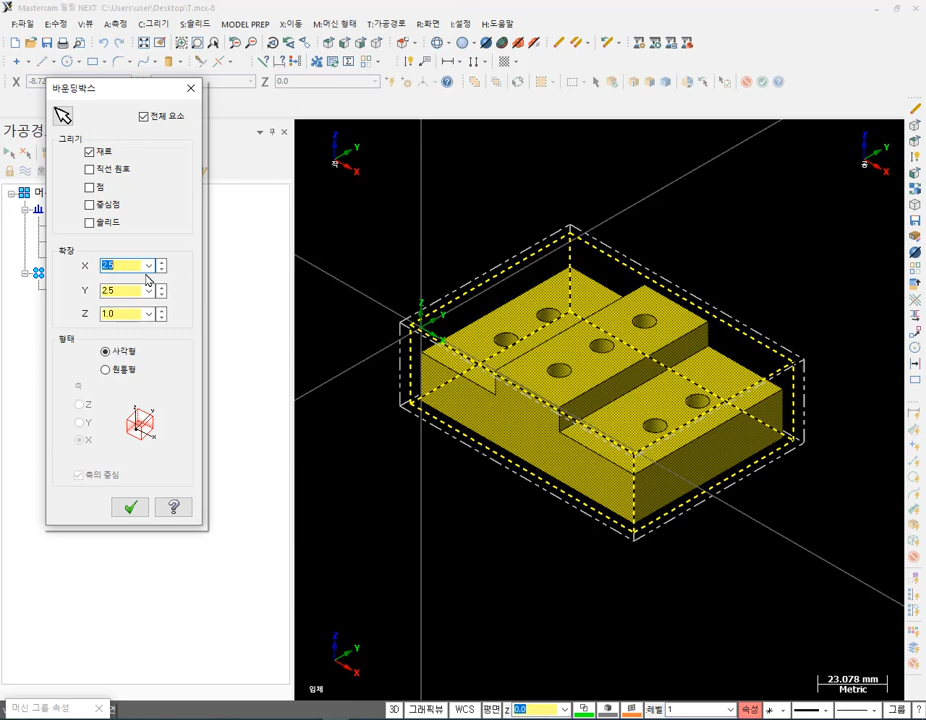 Mastercam 밀링 NEXT  C:\Users\user\Desktop\T.mcx-8
F:파일 E:수정 V:뷰 A:측정 C:그리기 S:솔리드 MODEL PREP X:이동 M:머신 형태 T:가공경로 R:화면 I:설정 H:도움말
X -8.72 Z 0.0
바운딩박스
전체 요소
가공경로
그리기
재료
직선 원호
점
중심점
솔리드
확장
X 2.5
Y 2.5
Z 1.0
형태
사각형
원통형
축
Z
Y
X
축의 중심
Z
Y
X
Z
Y
X
Z
Y
X
Z
Y
X
입체
23.078 mm
Metric
머신 그룹 속성
3D 그래픽뷰 WCS 평면 Z 0.0 레벨 1 속성 그룹 ?